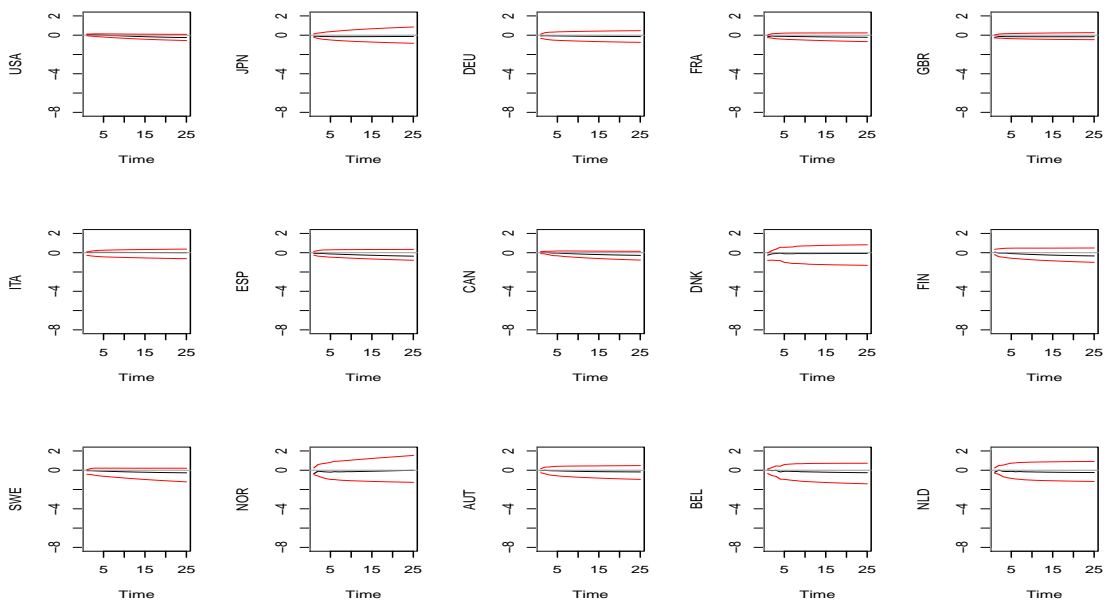 2 2 2 2 2
0 0 0 0 0
USA JPN DEU FRA GBR
-4 -4 -4 -4 -4
-8 -8 -8 -8 -8
5 15 25 5 15 25 5 15 25 5 15 25 5 15 25
Time Time Time Time Time
2 2 2 2 2
0 0 0 0 0
ITA ESP CAN DNK FIN
-4 -4 -4 -4 -4
-8 -8 -8 -8 -8
5 15 25 5 15 25 5 15 25 5 15 25 5 15 25
Time Time Time Time Time
2 2 2 2 2
0 0 0 0 0
SWE NOR AUT BEL NLD
-4 -4 -4 -4 -4
-8 -8 -8 -8 -8
5 15 25 5 15 25 5 15 25 5 15 25 5 15 25
Time Time Time Time Time